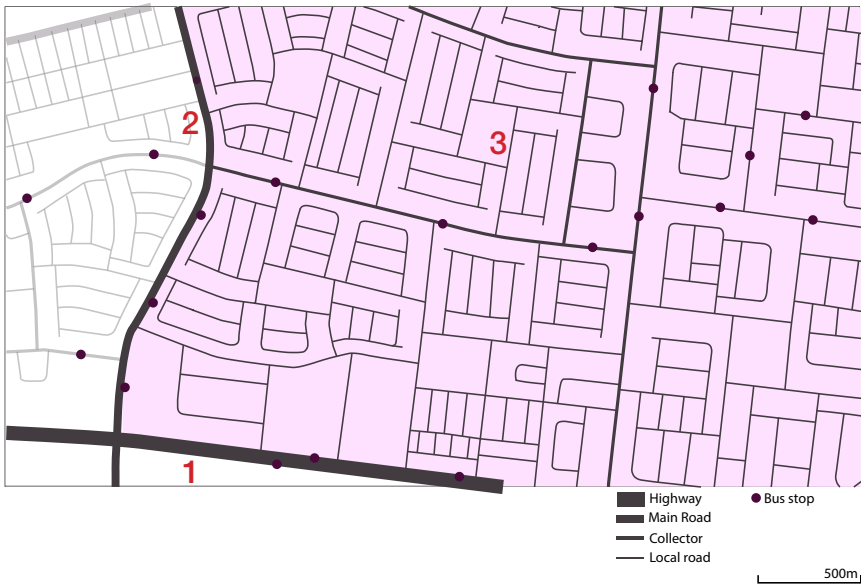 2
3
1
Highway
Bus stop
Main Road
Collector
Local road
500m